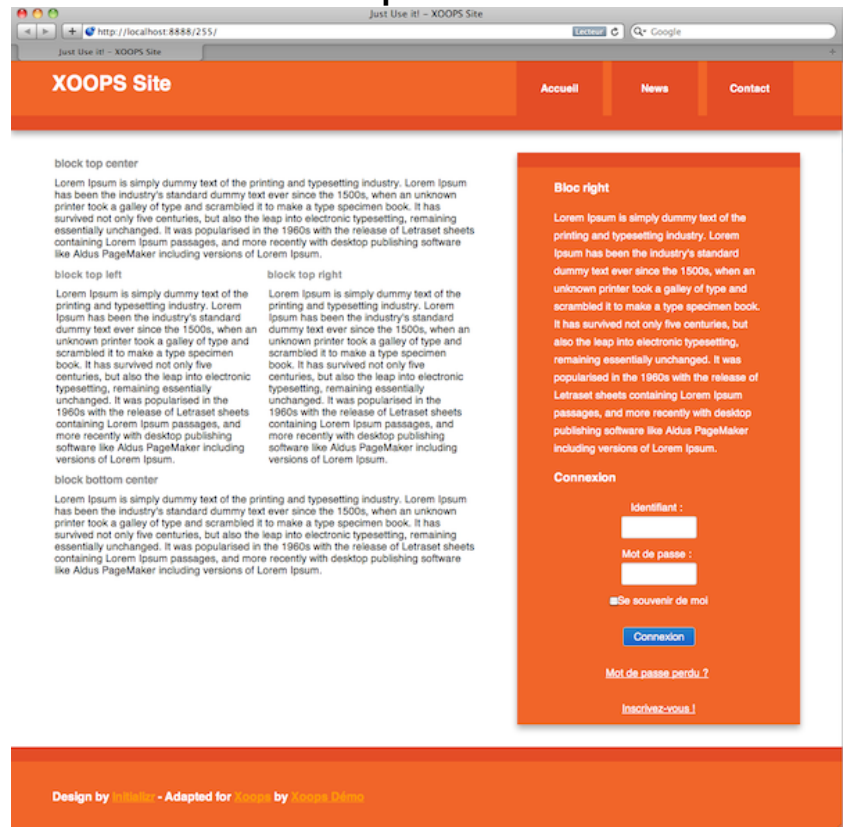 Just Use it! – XOOPS Site
http://localhost:8888/255/
Lecteur
Google
Just Use it! – XOOPS Site
XOOPS Site
Accueil
News
Contact
block top center
Lorem Ipsum is simply dummy text of the printing and typesetting industry. Lorem Ipsum
has been the industry's standard dummy text ever since the 1500s, when an unknown
printer took a galley of type and scrambled it to make a type specimen book. It has
survived not only five centuries, but also the leap into electronic typesetting, remaining
essentially unchanged. It was popularised in the 1960s with the release of Letraset sheets
containing Lorem Ipsum passages, and more recently with desktop publishing software
like Aldus PageMaker including versions of Lorem Ipsum.
block top left
Lorem Ipsum is simply dummy text of the
printing and typesetting industry. Lorem
Ipsum has been the industry's standard
dummy text ever since the 1500s, when an
unknown printer took a galley of type and
scrambled it to make a type specimen
book. It has survived not only five
centuries, but also the leap into electronic
typesetting, remaining essentially
unchanged. It was popularised in the
1960s with the release of Letraset sheets
containing Lorem Ipsum passages, and
more recently with desktop publishing
software like Aldus PageMaker including
versions of Lorem Ipsum.
block top right
Lorem Ipsum is simply dummy text of the
printing and typesetting industry. Lorem
Ipsum has been the industry's standard
dummy text ever since the 1500s, when an
unknown printer took a galley of type and
scrambled it to make a type specimen
book. It has survived not only five
centuries, but also the leap into electronic
typesetting, remaining essentially
unchanged. It was popularised in the
1960s with the release of Letraset sheets
containing Lorem Ipsum passages, and
more recently with desktop publishing
software like Aldus PageMaker including
versions of Lorem Ipsum.
block bottom center
Lorem Ipsum is simply dummy text of the printing and typesetting industry. Lorem Ipsum
has been the industry's standard dummy text ever since the 1500s, when an unknown
printer took a galley of type and scrambled it to make a type specimen book. It has
survived not only five centuries, but also the leap into electronic typesetting, remaining
essentially unchanged. It was popularised in the 1960s with the release of Letraset sheets
containing Lorem Ipsum passages, and more recently with desktop publishing software
like Aldus PageMaker including versions of Lorem Ipsum.
Bloc right
Lorem Ipsum is simply dummy text of the
printing and typesetting industry. Lorem
Ipsum has been the industry's standard
dummy text ever since the 1500s, when an
unknown printer took a galley of type and
scrambled it to make a type specimen book.
It has survived not only five centuries, but
also the leap into electronic typesetting,
remaining essentially unchanged. It was
popularised in the 1960s with the release of
Letraset sheets containing Lorem Ipsum
passages, and more recently with desktop
publishing software like Aldus PageMaker
including versions of Lorem Ipsum.
Connexion
Identifiant :
Mot de passe :
Se souvenir de moi
Connexion
Mot de passe perdu ?
Inscrivez-vous !
Design by Initializr - Adapted for Xoops by Xoops Démo